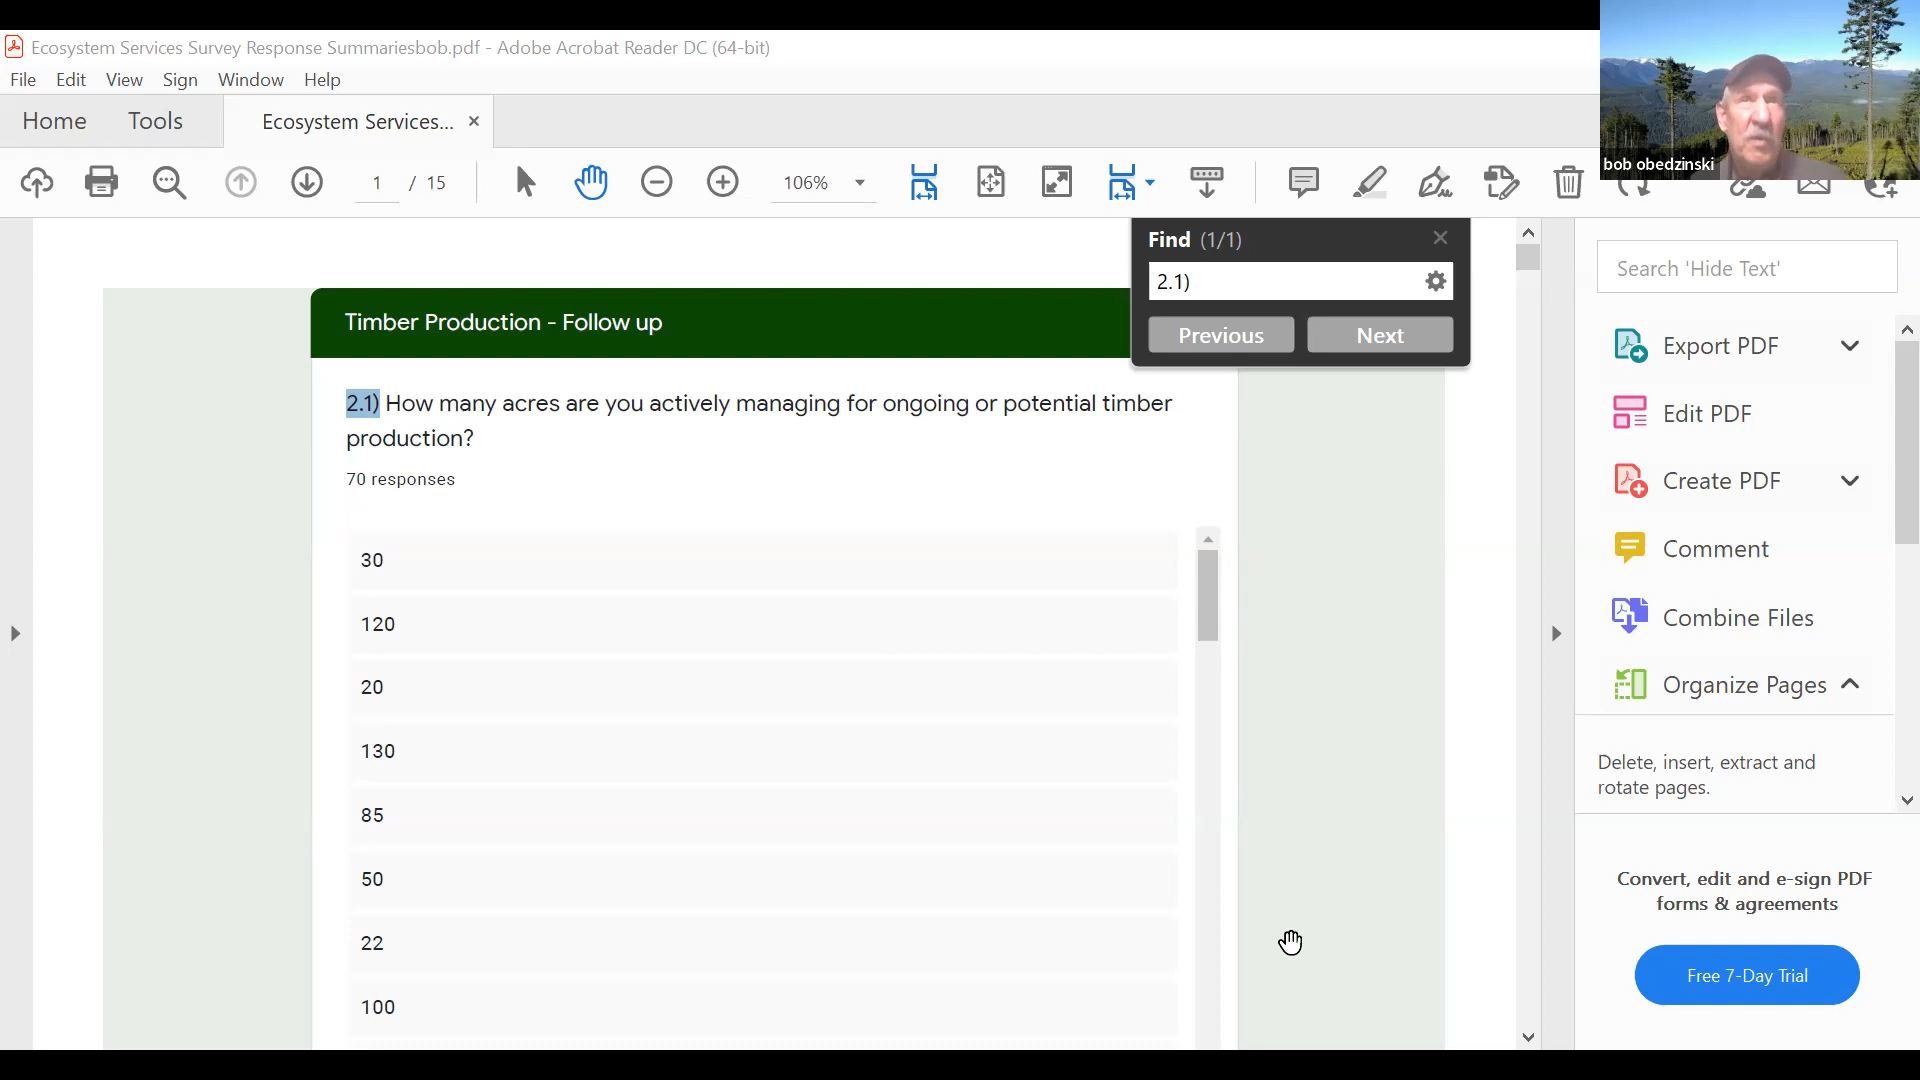 Ecosystem Services Survey Response Summariesbob.pdf - Adobe Acrobat Reader DC (64-bit)
File Edit View Sign Window Help
Home Tools Ecosystem Services... ×
1 / 15 106%
bob obedzinski
Find (1/1)
2.1)
Previous Next
Timber Production - Follow up
2.1) How many acres are you actively managing for ongoing or potential timber
production?
70 responses
30
120
20
130
85
50
22
100
Search 'Hide Text'
Export PDF
Edit PDF
Create PDF
Comment
Combine Files
Organize Pages
Delete, insert, extract and
rotate pages.
Convert, edit and e-sign PDF
forms & agreements
Free 7-Day Trial